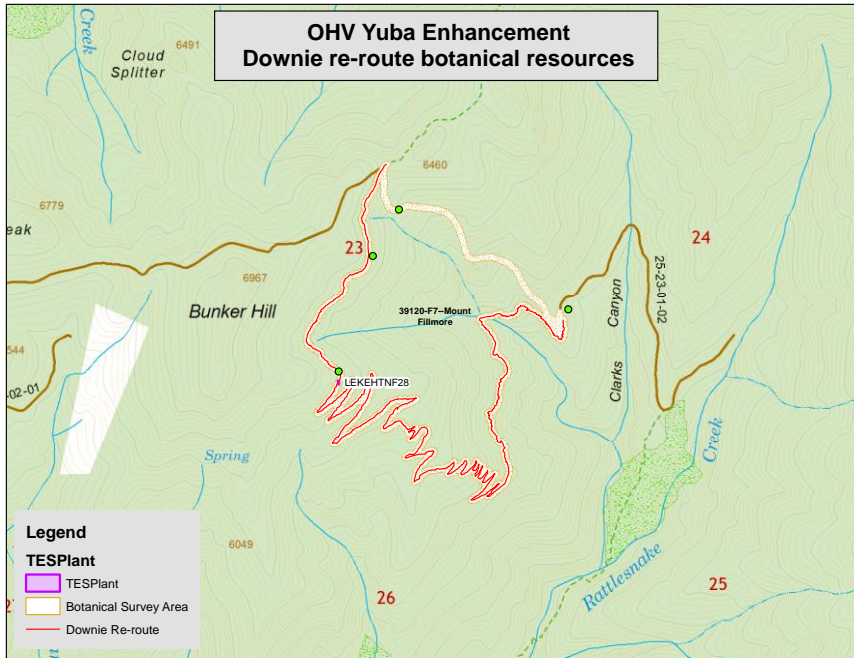 OHV Yuba Enhancement
Downie re-route botanical resources
Creek
Cloud
Splitter
6491
6460
6779
eak
23
24
6967
Bunker Hill
39120-F7--Mount
Fillmore
Clarks Canyon
25-23-01-02
544
-02-01
LEKEHTNF28
Spring
Creek
6049
Rattlesnake
26
25
Legend
TESPlant
TESPlant
Botanical Survey Area
Downie Re-route